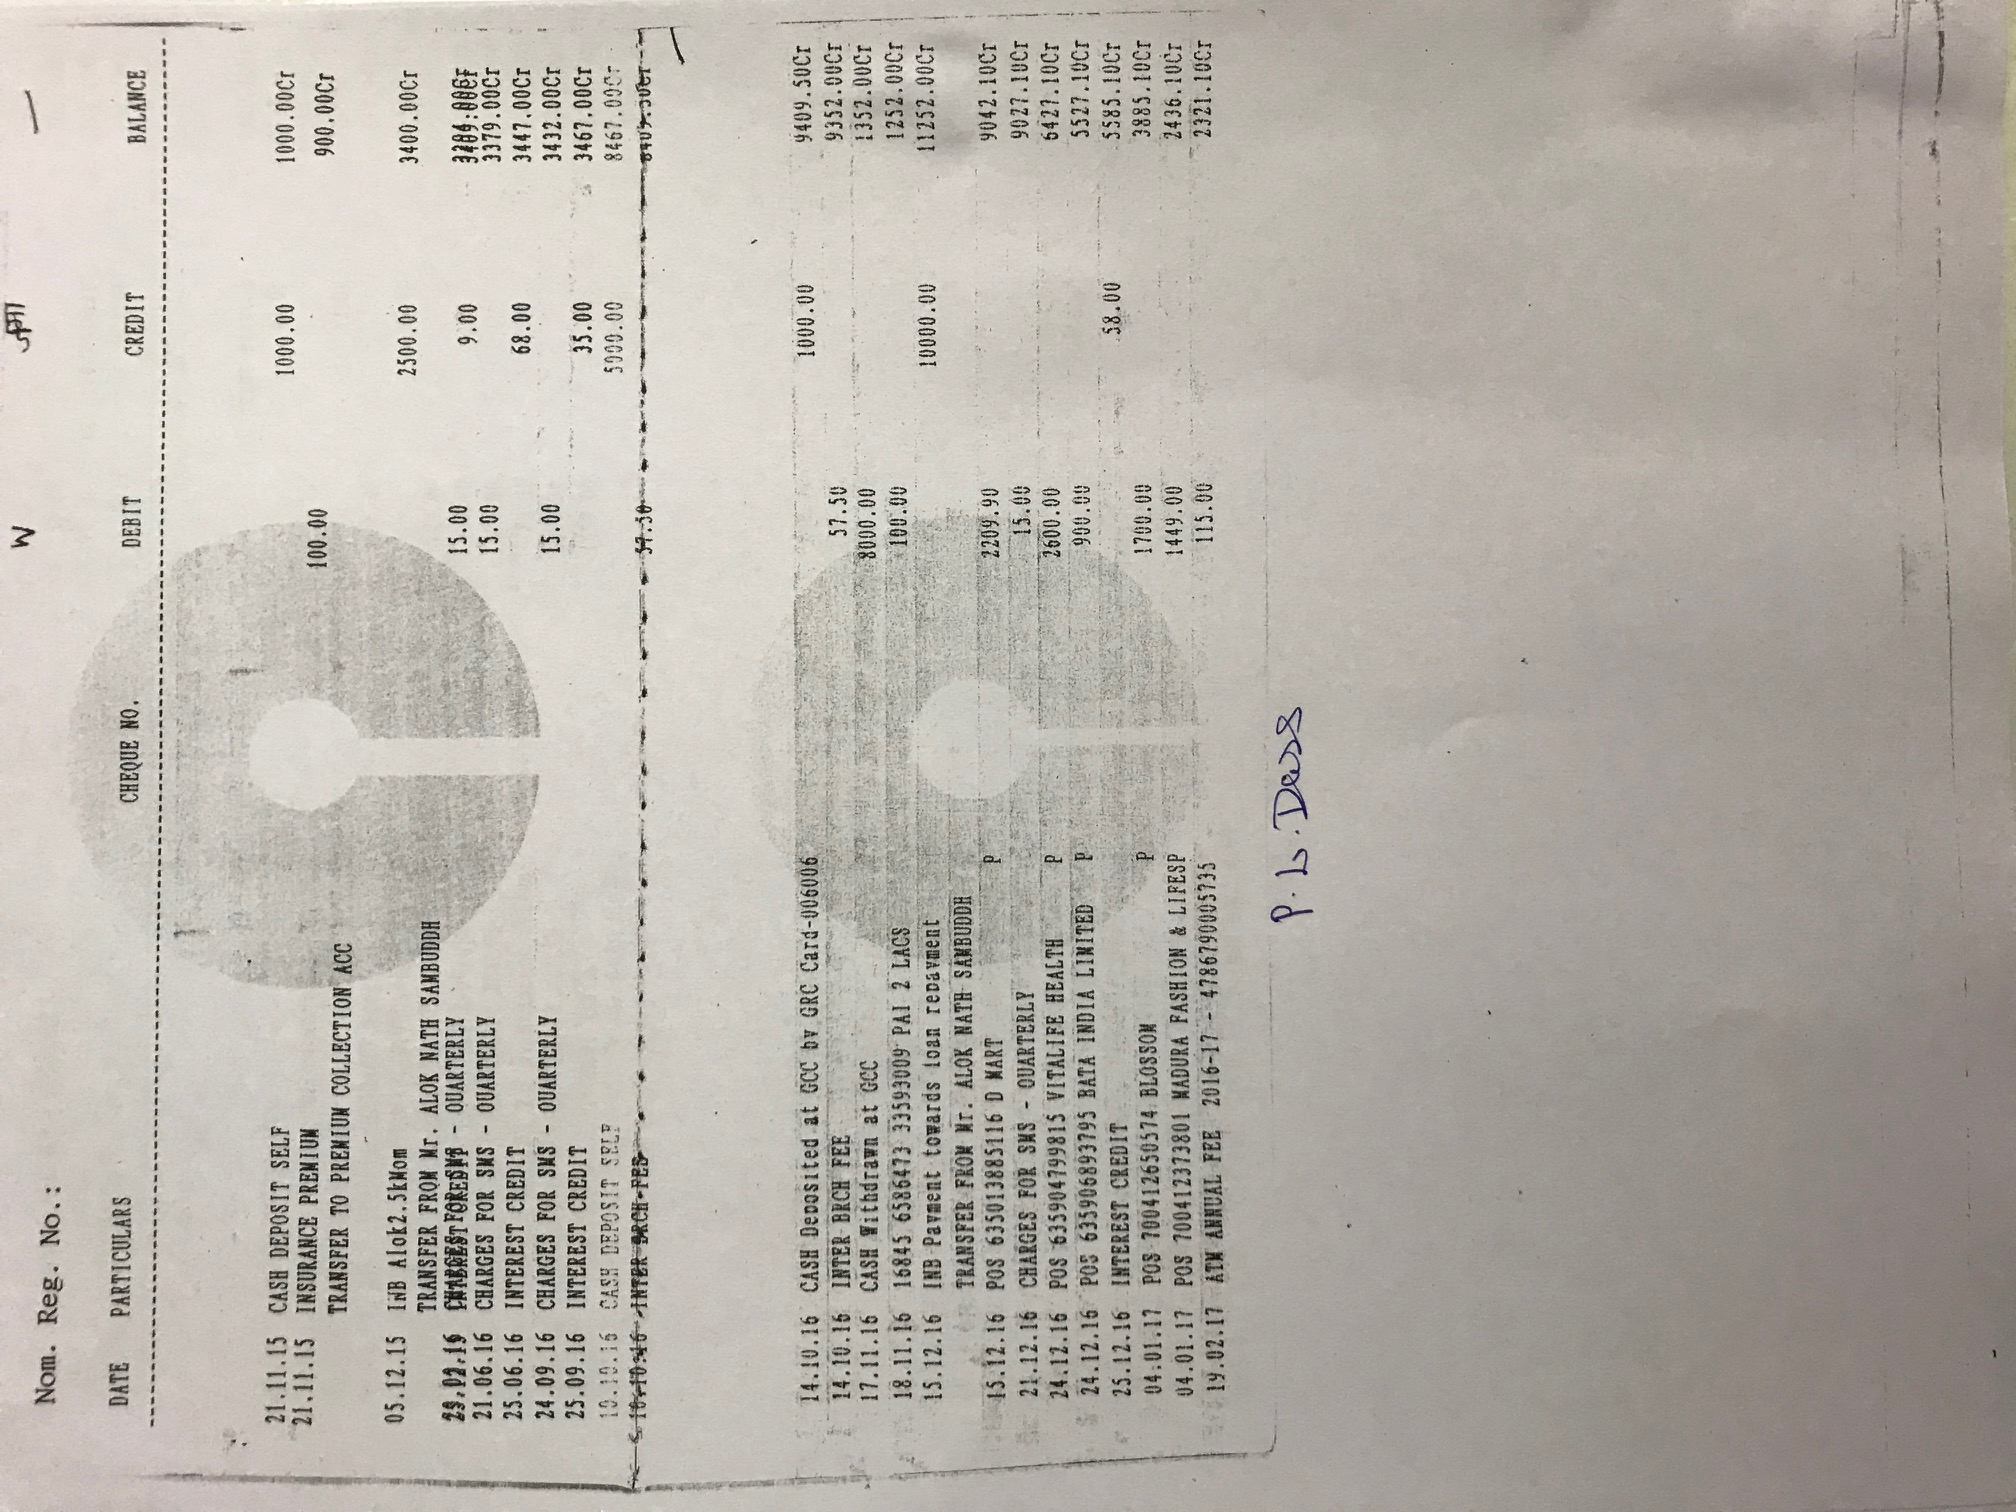 Nom. Reg. No.:
DATE PARTICULARS CHEQUE NO. DEBIT CREDIT BALANCE
21.11.15 CASH DEPOSIT SELF 1000.00 1000.00Cr
21.11.15 INSURANCE PREMIUM 100.00 900.00Cr
TRANSFER TO PREMIUM COLLECTION ACC
05.12.15 IWB Alok2.5kMom 2500.00 3400.00Cr
TRANSFER FROM Mr. ALOK NATH SAMBUDDH
- QUARTERLY 15.00 9.00
21.06.16 CHARGES FOR SMS - QUARTERLY 15.00 3379.00Cr
25.06.16 INTEREST CREDIT 68.00 3447.00Cr
24.09.16 CHARGES FOR SMS - QUARTERLY 15.00 3432.00Cr
25.09.16 INTEREST CREDIT 35.00 3467.00Cr
10.10.16 CASH DEPOSIT SELF 5000.00 8467.00Cr
10.10.16 INTER BRCH FEE 57.50 8409.50Cr
14.10.16 CASH Deposited at GCC by GRC Card-006006 1000.00 9409.50Cr
14.10.16 INTER BRCH FEE 57.50 9352.00Cr
17.11.16 CASH Withdrawn at GCC 8000.00 1352.00Cr
18.11.16 16845 6586473 33593009 PAI 2 LACS 100.00 1252.00Cr
15.12.16 INB Payment towards loan repayment 10000.00 11252.00Cr
TRANSFER FROM Mr. ALOK NATH SAMBUDDH
15.12.16 POS 635013885116 D MART P 2209.90 9042.10Cr
21.12.16 CHARGES FOR SMS - QUARTERLY 15.00 9027.10Cr
24.12.16 POS 635904799815 VITALIFE HEALTH P 2600.00 6427.10Cr
24.12.16 POS 635906893795 BATA INDIA LIMITED P 900.00 5527.10Cr
25.12.16 INTEREST CREDIT 58.00 5585.10Cr
04.01.17 POS 700412650574 BLOSSOM P 1700.00 3885.10Cr
04.01.17 POS 700412373801 MADURA FASHION & LIFESP 1449.00 2436.10Cr
19.02.17 ATM ANNUAL FEE 2016-17 - 4786790005735 115.00 2321.10Cr
P. L. Dass